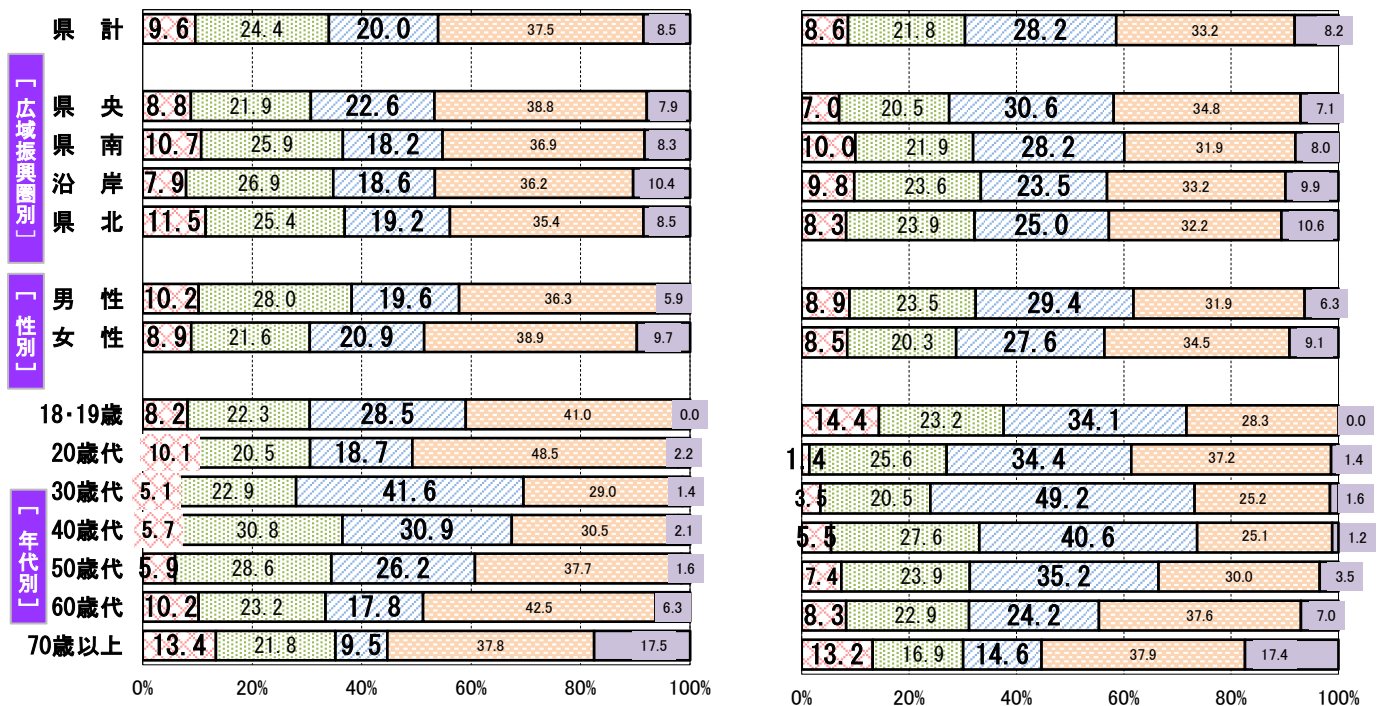 県 計 9.6 24.4 20.0 37.5 8.5 8.6 21.8 28.2 33.2 8.2
[広域振興圏別]
県 央 8.8 21.9 22.6 38.8 7.9 7.0 20.5 30.6 34.8 7.1
県 南 10.7 25.9 18.2 36.9 8.3 10.0 21.9 28.2 31.9 8.0
沿 岸 7.9 26.9 18.6 36.2 10.4 9.8 23.6 23.5 33.2 9.9
県 北 11.5 25.4 19.2 35.4 8.5 8.3 23.9 25.0 32.2 10.6
[性別]
男 性 10.2 28.0 19.6 36.3 5.9 8.9 23.5 29.4 31.9 6.3
女 性 8.9 21.6 20.9 38.9 9.7 8.5 20.3 27.6 34.5 9.1
18・19歳 8.2 22.3 28.5 41.0 0.0 14.4 23.2 34.1 28.3 0.0
20歳代 10.1 20.5 18.7 48.5 2.2 1.4 25.6 34.4 37.2 1.4
[年代別]
30歳代 5.1 22.9 41.6 29.0 1.4 3.5 20.5 49.2 25.2 1.6
40歳代 5.7 30.8 30.9 30.5 2.1 5.5 27.6 40.6 25.1 1.2
50歳代 5.9 28.6 26.2 37.7 1.6 7.4 23.9 35.2 30.0 3.5
60歳代 10.2 23.2 17.8 42.5 6.3 8.3 22.9 24.2 37.6 7.0
70歳以上 13.4 21.8 9.5 37.8 17.5 13.2 16.9 14.6 37.9 17.4
0% 20% 40% 60% 80% 100% 0% 20% 40% 60% 80% 100%